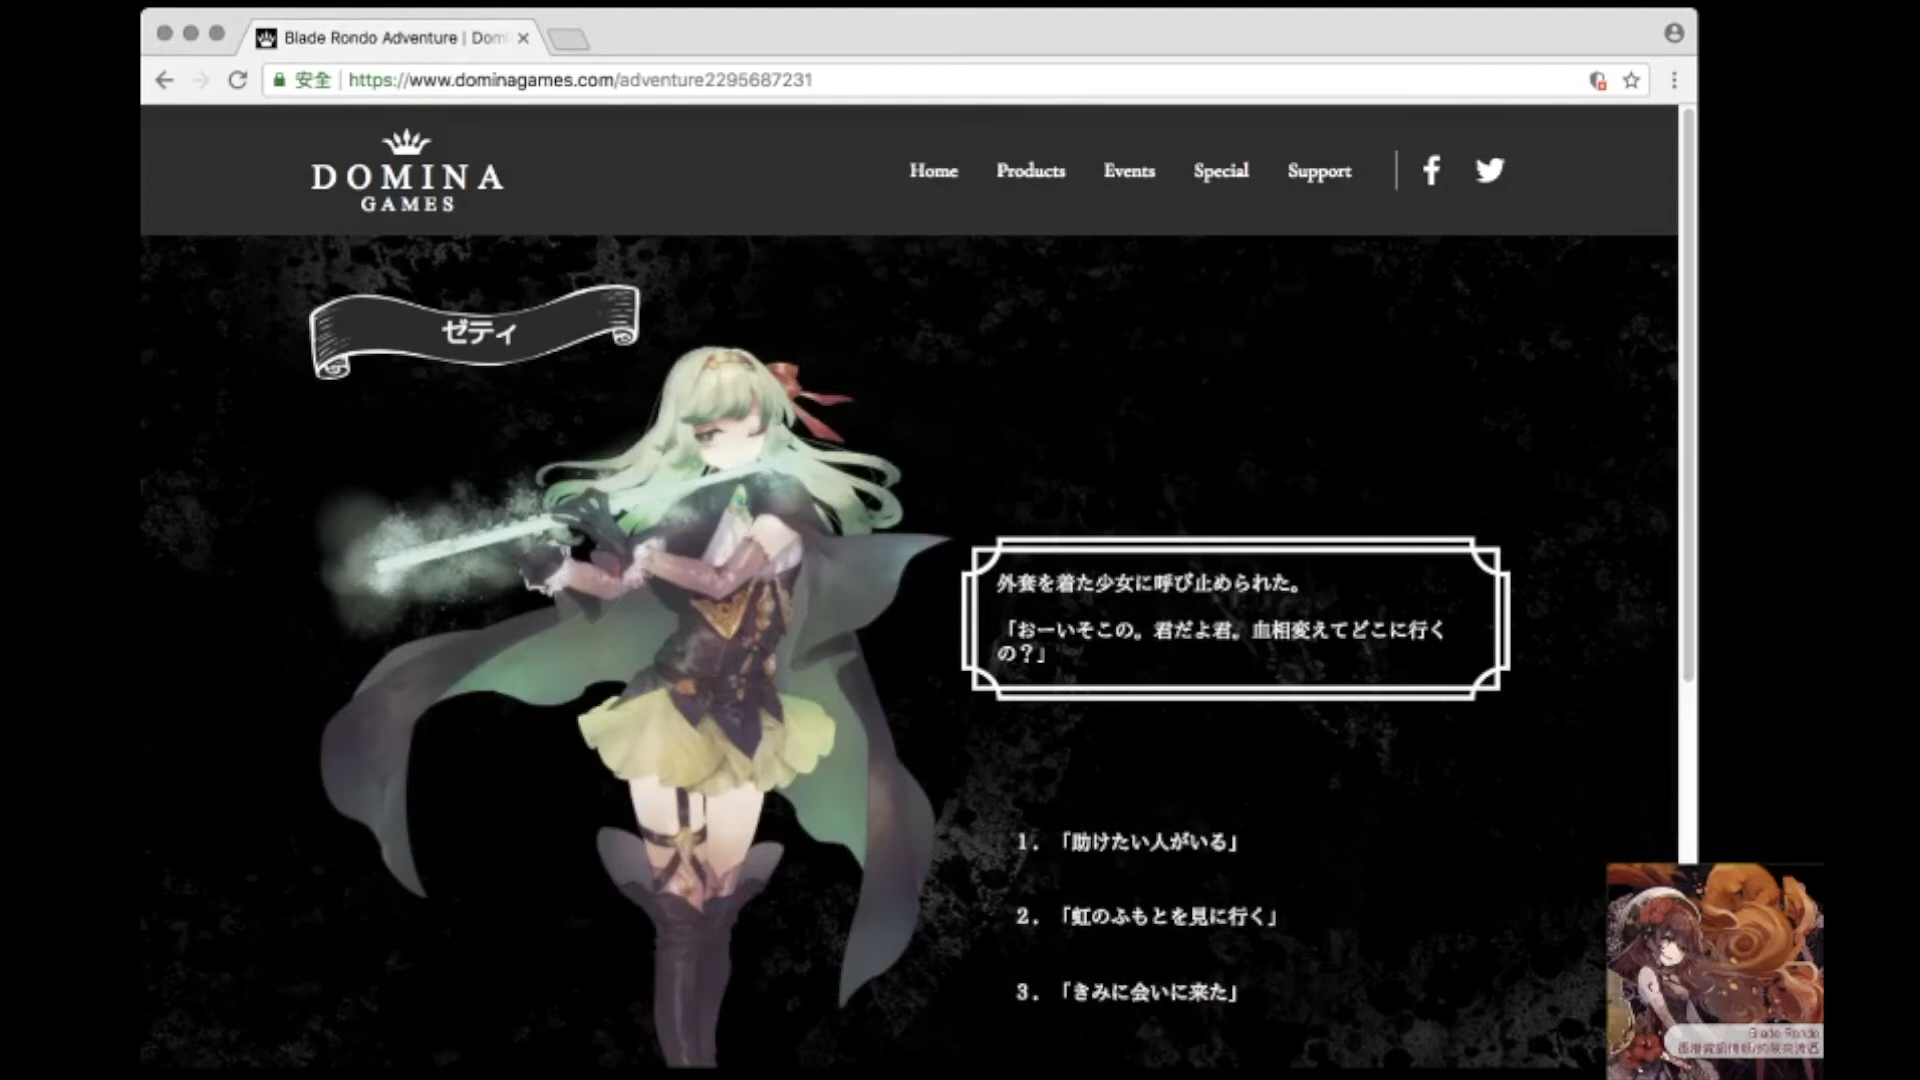 Blade Rondo Adventure | Dom
安全 | https://www.dominagames.com/adventure2295687231
DOMINA
GAMES
Home Products Events Special Support
ゼティ
外套を着た少女に呼び止められた。
「おーいそこの。君だよ君。血相変えてどこに行く
の？」
1. 「助けたい人がいる」
2. 「虹のふもとを見に行く」
3. 「きみに会いに来た」
Blade Rondo